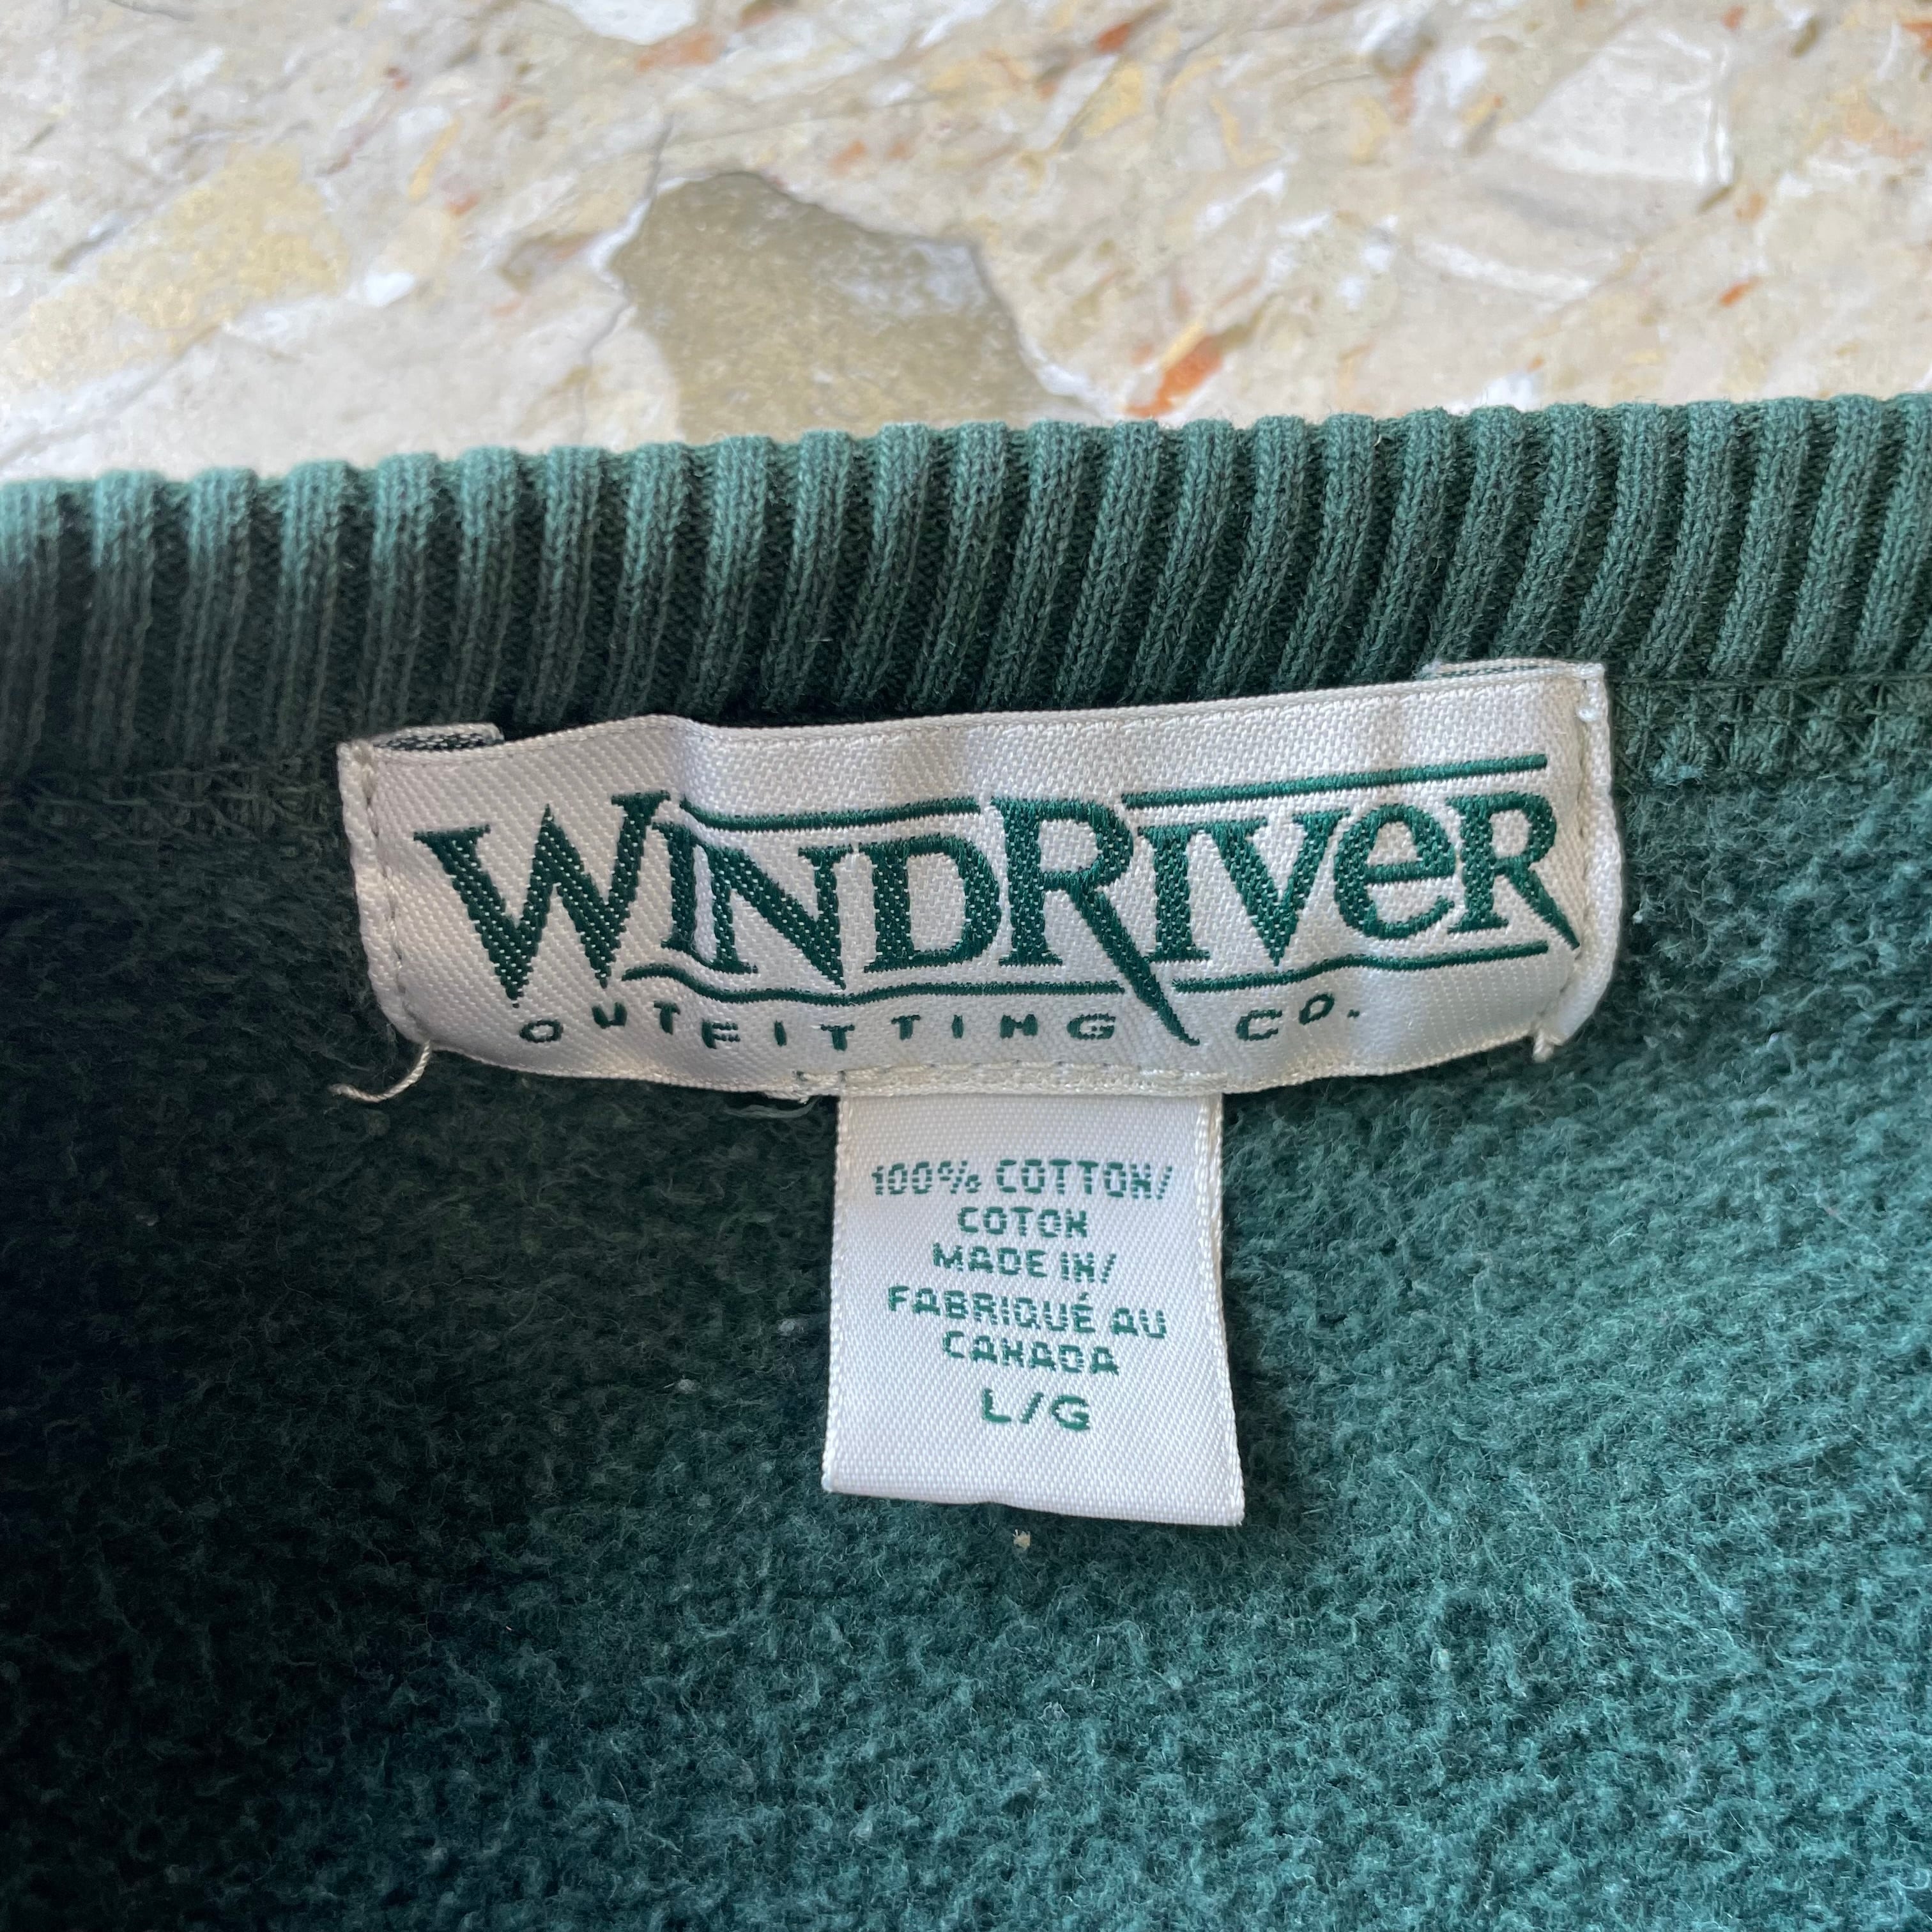 WINDRIVER
OUTFITTING CO.
100% COTTON/
COTON
MADE IN/
FABRIQUÉ AU
CANADA
L/G